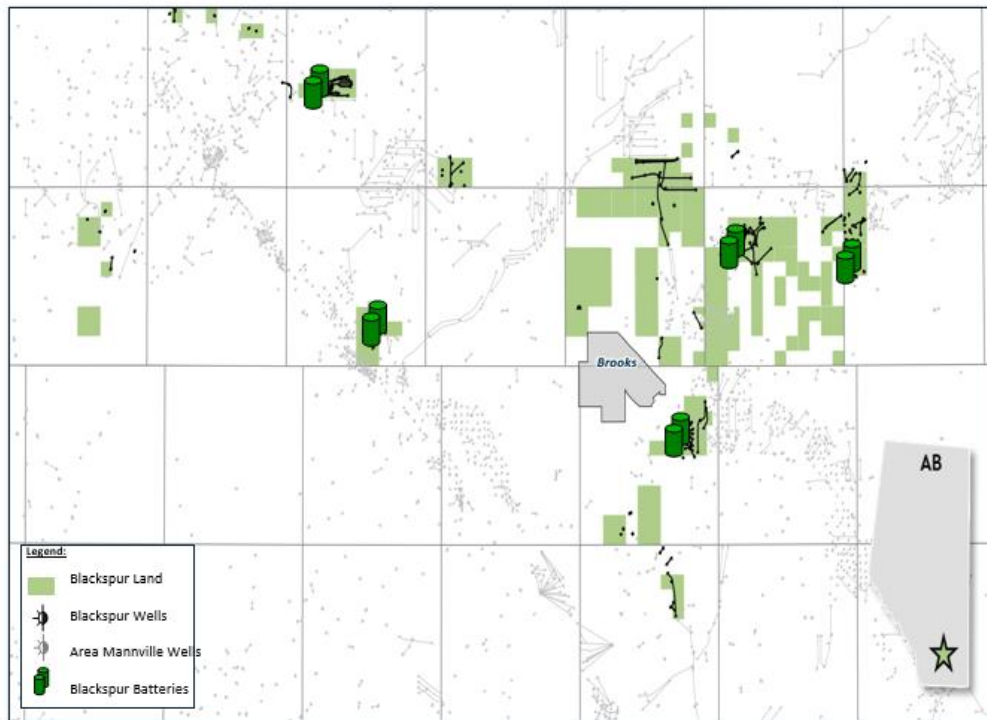 Brooks
AB
Legend:
Blackspur Land
Blackspur Wells
Area Mannville Wells
Blackspur Batteries